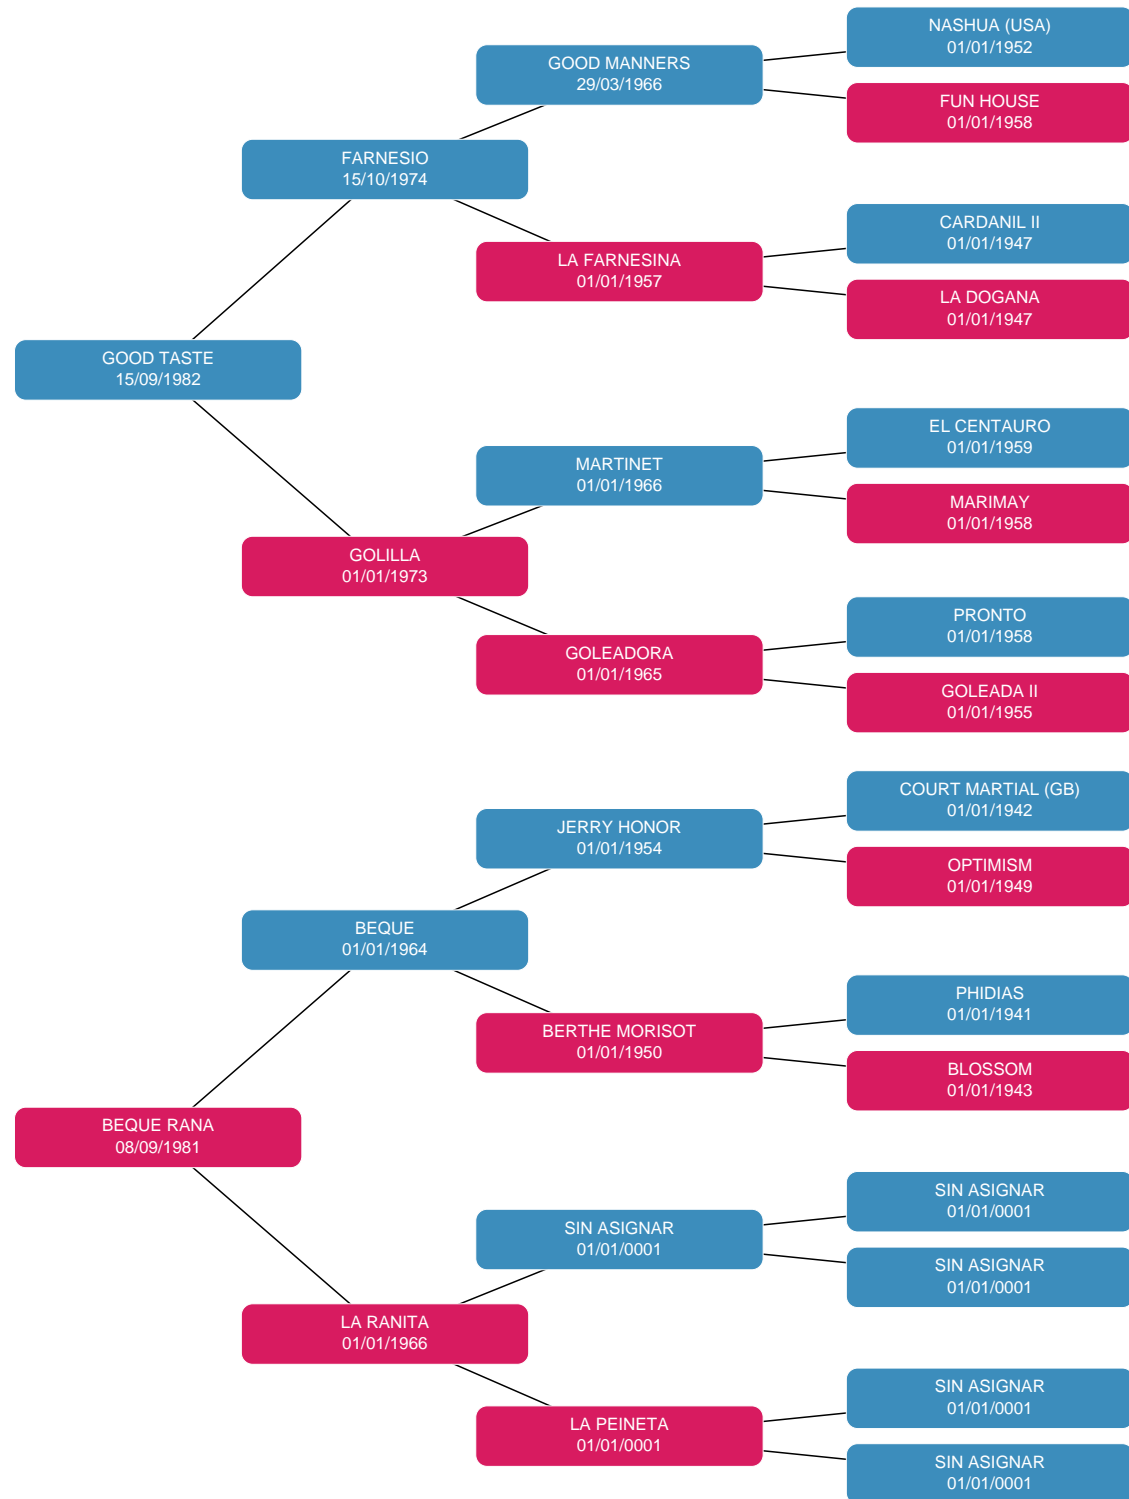 NASHUA (USA)
01/01/1952
GOOD MANNERS
29/03/1966
FUN HOUSE
01/01/1958
FARNESIO
15/10/1974
CARDANIL II
01/01/1947
LA FARNESINA
01/01/1957
LA DOGANA
01/01/1947
GOOD TASTE
15/09/1982
EL CENTAURO
01/01/1959
MARTINET
01/01/1966
MARIMAY
01/01/1958
GOLILLA
01/01/1973
PRONTO
01/01/1958
GOLEADORA
01/01/1965
GOLEADA II
01/01/1955
COURT MARTIAL (GB)
01/01/1942
JERRY HONOR
01/01/1954
OPTIMISM
01/01/1949
BEQUE
01/01/1964
PHIDIAS
01/01/1941
BERTHE MORISOT
01/01/1950
BLOSSOM
01/01/1943
BEQUE RANA
08/09/1981
SIN ASIGNAR
01/01/0001
SIN ASIGNAR
01/01/0001
SIN ASIGNAR
01/01/0001
LA RANITA
01/01/1966
SIN ASIGNAR
01/01/0001
LA PEINETA
01/01/0001
SIN ASIGNAR
01/01/0001